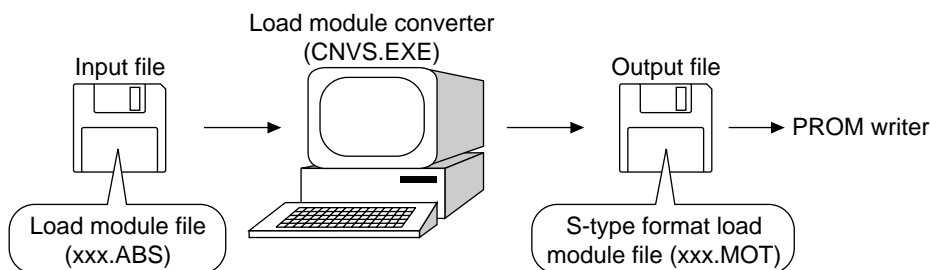 Load module converter
(CNVS.EXE)
Input file
Output file
PROM writer
Load module file
(xxx.ABS)
S-type format load
module file (xxx.MOT)